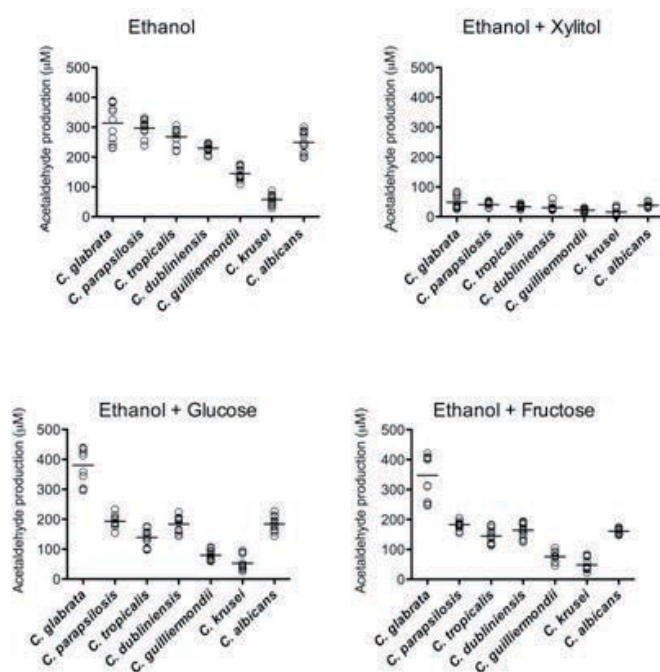 Ethanol
Acetaldehyde production (μM)
500
400
300
200
100
0
C. glabrata
C. parapsilosis
C. tropicalis
C. dubliniensis
C. guilliermondii
C. krusei
C. albicans
Ethanol + Xylitol
Acetaldehyde production (μM)
500
400
300
200
100
0
C. glabrata
C. parapsilosis
C. tropicalis
C. dubliniensis
C. guilliermondii
C. krusei
C. albicans
Ethanol + Glucose
Acetaldehyde production (μM)
500
400
300
200
100
0
C. glabrata
C. parapsilosis
C. tropicalis
C. dubliniensis
C. guilliermondii
C. krusei
C. albicans
Ethanol + Fructose
Acetaldehyde production (μM)
500
400
300
200
100
0
C. glabrata
C. parapsilosis
C. tropicalis
C. dubliniensis
C. guilliermondii
C. krusei
C. albicans